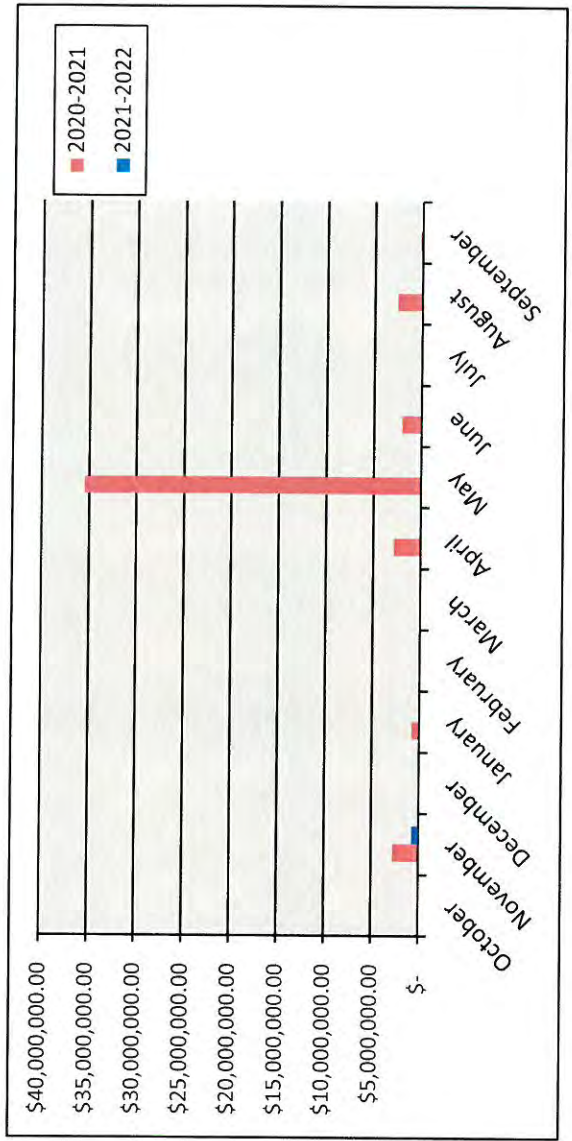 $40,000,000.00
$35,000,000.00
$30,000,000.00
$25,000,000.00
$20,000,000.00
$15,000,000.00
$10,000,000.00
$5,000,000.00
$-
October
November
December
January
February
March
April
May
June
July
August
September
2020-2021
2021-2022